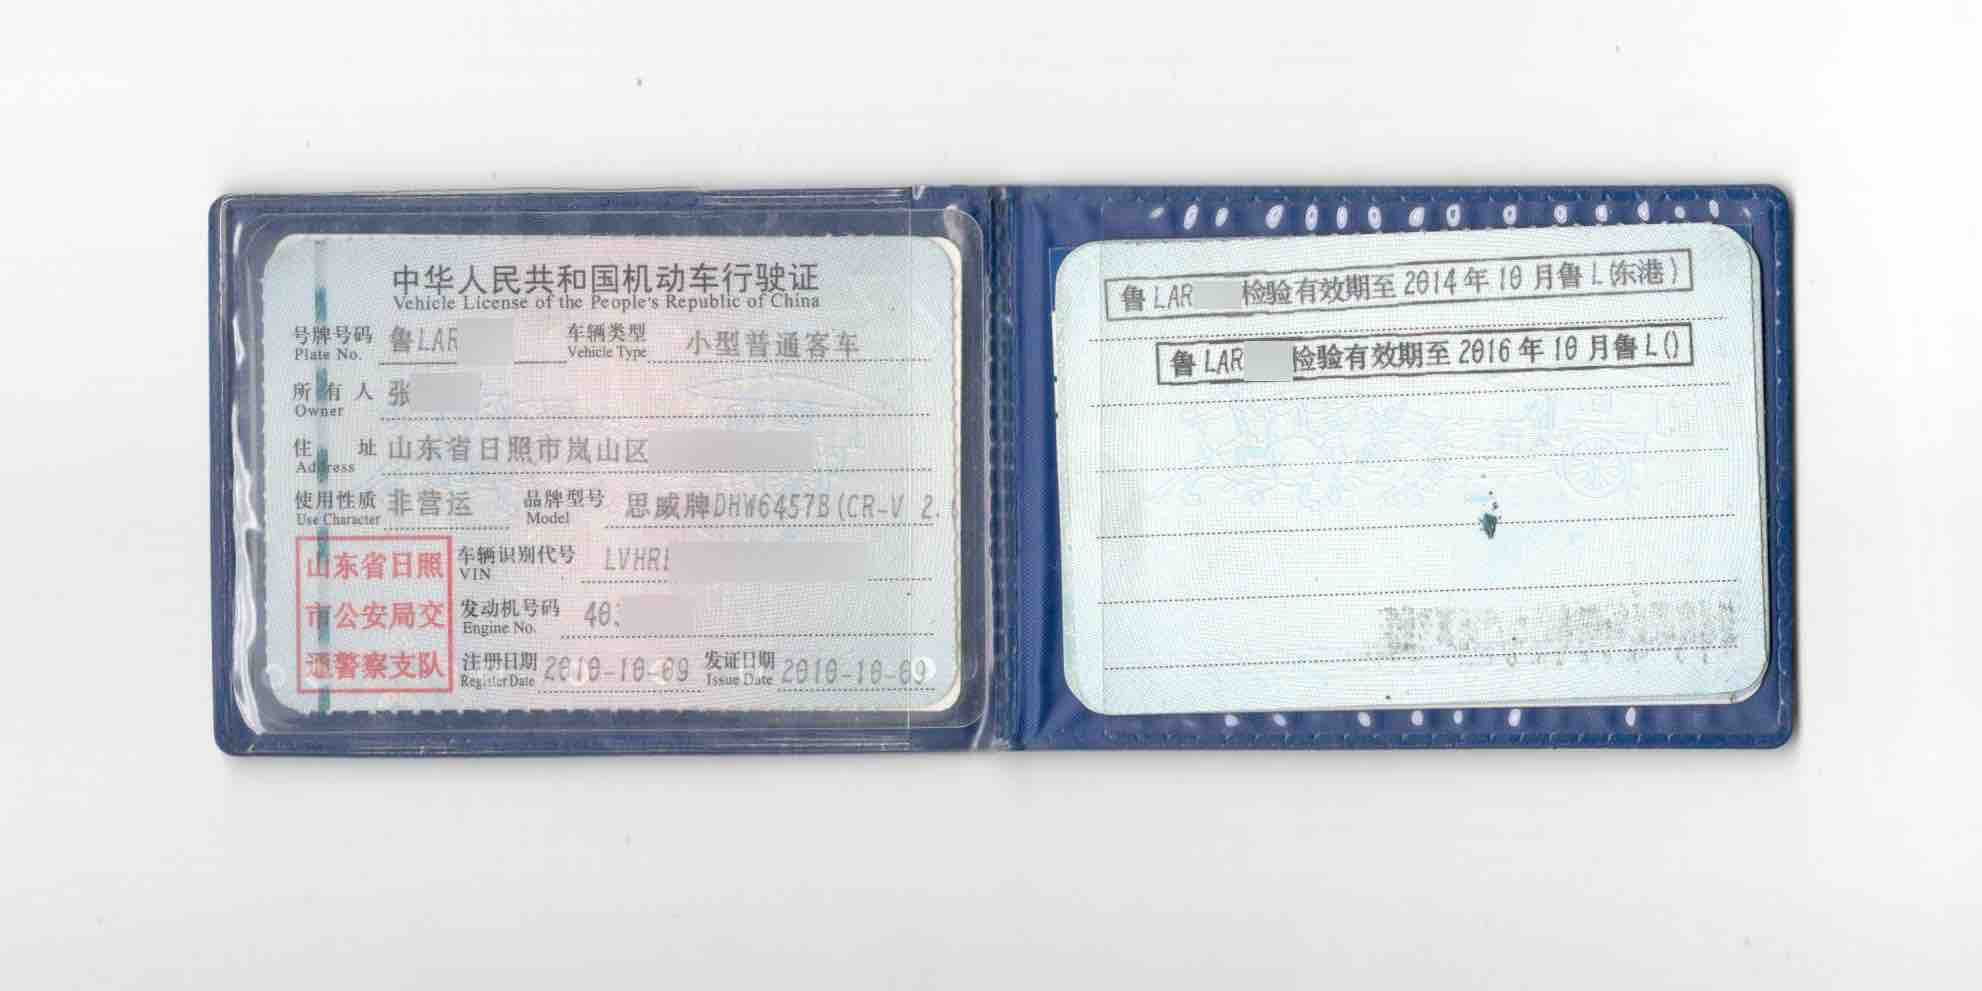 中华人民共和国机动车行驶证
Vehicle License of the People's Republic of China
号牌号码 鲁LAR 车辆类型 小型普通客车
Plate No. Vehicle Type
所有人 张
Owner
住址 山东省日照市岚山区
Address
使用性质 非营运 品牌型号 思威牌DHW6457B(CR-V 2.
Use Character Model
山东省日照
市公安局交
通警察支队
车辆识别代号 LVHR
VIN
发动机号码 40
Engine No.
注册日期 2010-10-09 发证日期 2010-10-09
Register Date Issue Date
鲁LAR 检验有效期至2014年10月鲁L(东港)
鲁LAR 检验有效期至2016年10月鲁L()